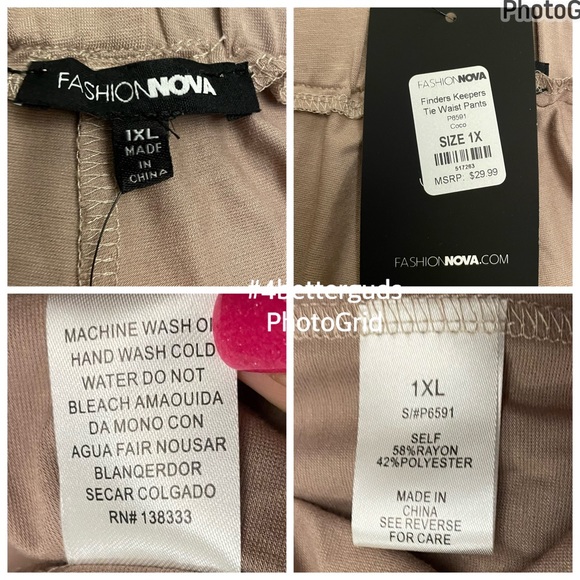 PhotoG
FASHIONNOVA
1XL
MADE
IN
CHINA
FASHIONNOVA
Finders Keepers
Tie Waist Pants
P6591
Coco
SIZE 1X
517263
MSRP: $29.99
FASHIONNOVA.COM
#4betterguds
PhotoGrid
MACHINE WASH
HAND WASH COLD
WATER DO NOT
BLEACH AMAOUIDA
DA MONO CON
AGUA FAIR NOUSAR
BLANQERDOR
SECAR COLGADO
RN# 138333
1XL
S/#P6591
SELF
58%RAYON
42%POLYESTER
MADE IN
CHINA
SEE REVERSE
FOR CARE